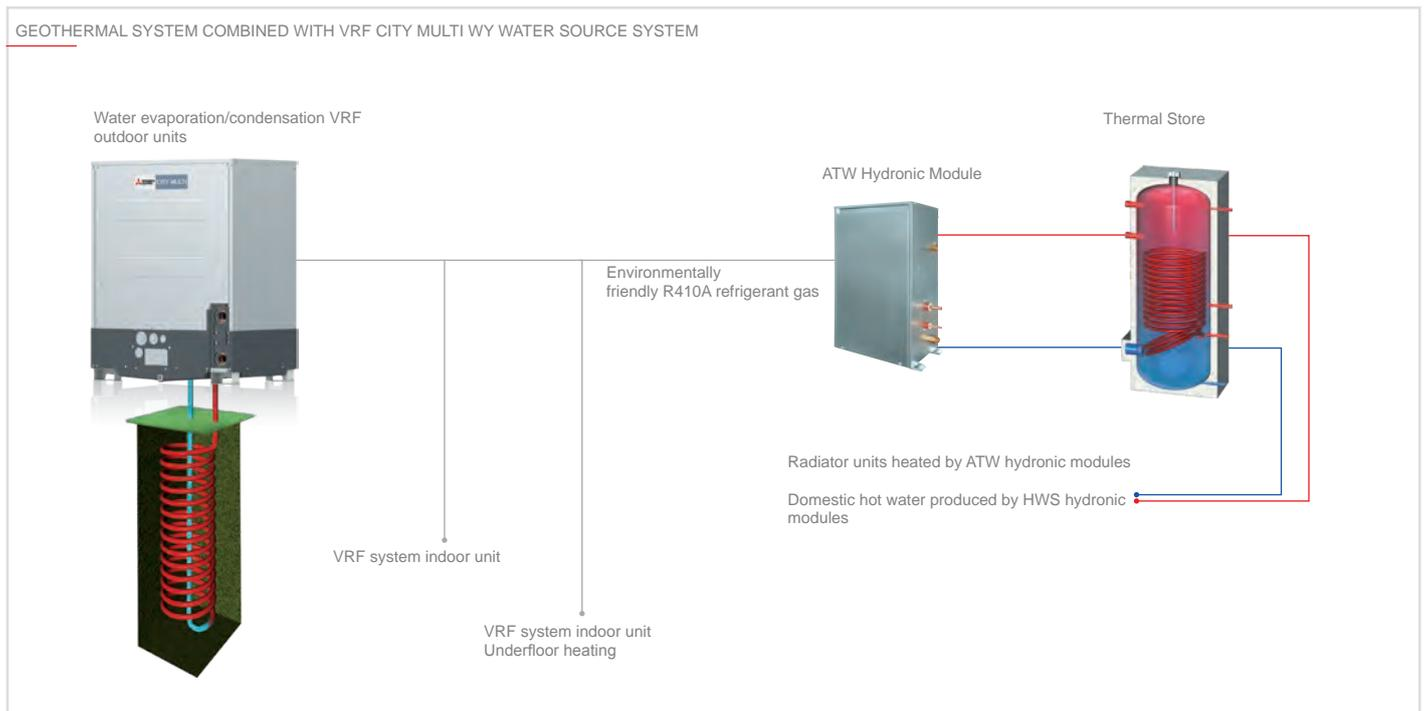 GEOTHERMAL SYSTEM COMBINED WITH VRF CITY MULTI WY WATER SOURCE SYSTEM
Water evaporation/condensation VRF
outdoor units
Thermal Store
ATW Hydronic Module
CITY MULTI
Environmentally
friendly R410A refrigerant gas
Radiator units heated by ATW hydronic modules
Domestic hot water produced by HWS hydronic
modules
VRF system indoor unit
VRF system indoor unit
Underfloor heating